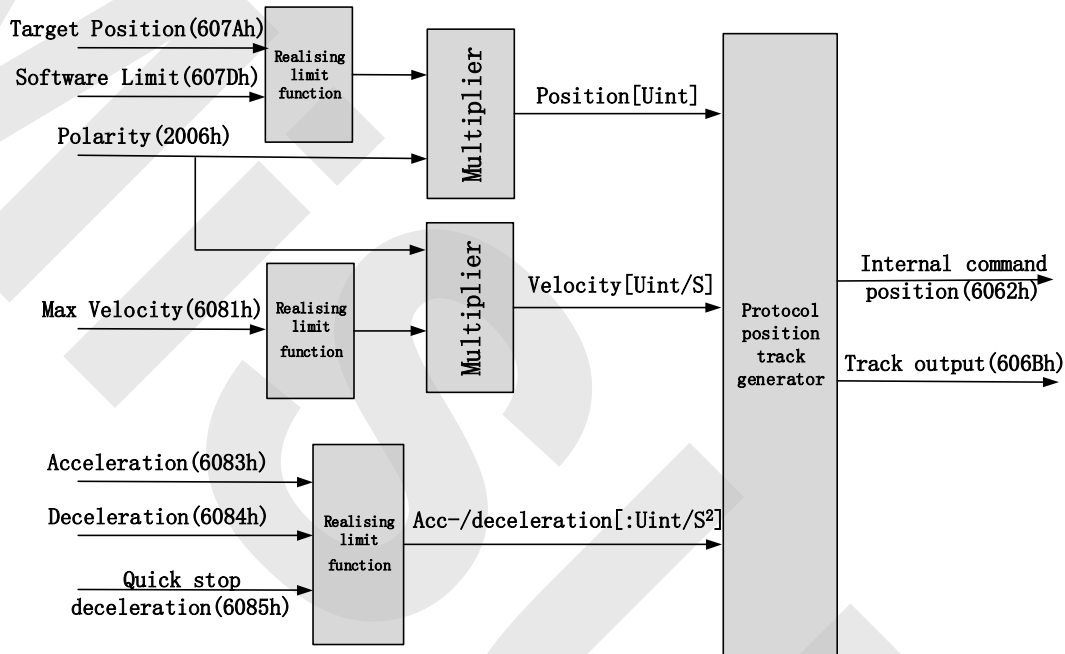 Target Position(607Ah)
Software Limit(607Dh)
Realising
limit
function
Polarity(2006h)
Multiplier
Position[Uint]
Max Velocity(6081h)
Realising
limit
function
Multiplier
Velocity[Uint/S]
Acceleration(6083h)
Deceleration(6084h)
Quick stop
deceleration(6085h)
Realising
limit
function
Acc-/deceleration[:Uint/S²]
Protocol
position
track
generator
Internal command
position(6062h)
Track output(606Bh)